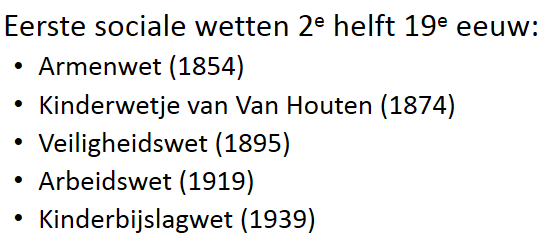 Eerste sociale wetten 2e helft 19e eeuw:
• Armenwet (1854)
• Kinderwetje van Van Houten (1874)
• Veiligheidswet (1895)
• Arbeidswet (1919)
• Kinderbijslagwet (1939)